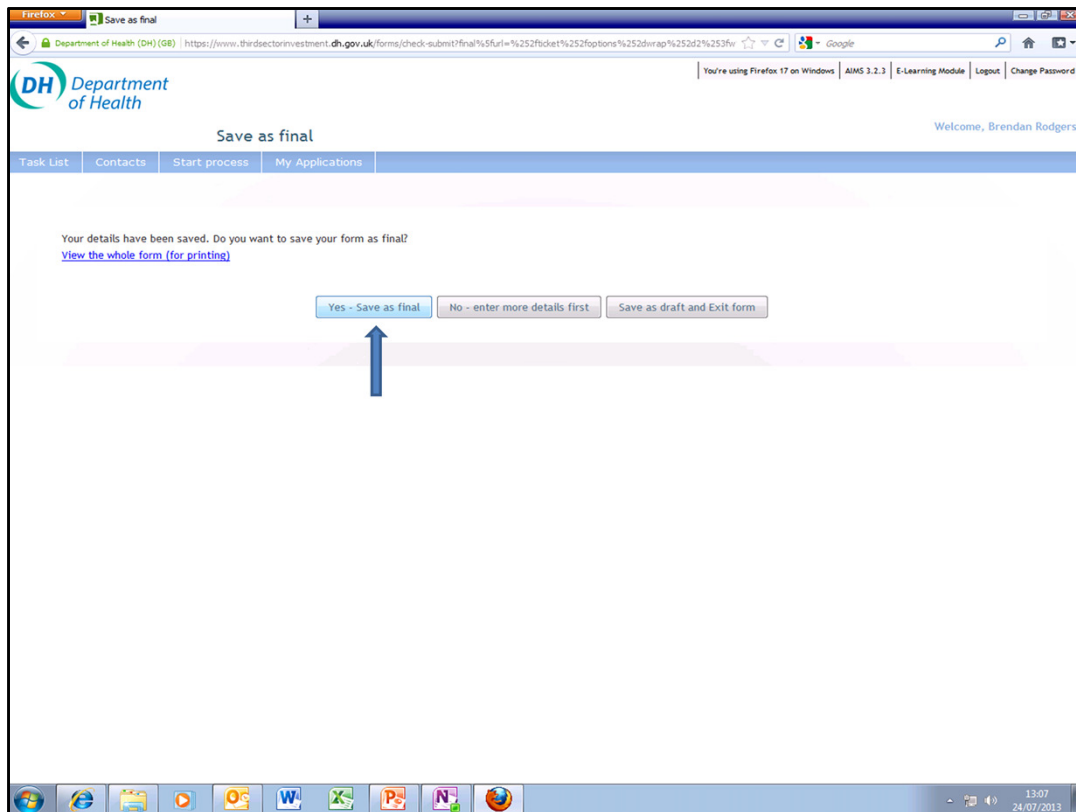 Firefox
Save as final
+
Department of Health (DH) (GB) https://www.thirdsectorinvestment.dh.gov.uk/forms/check-submit?final%5furl=%252fticket%252foptions%252dwrap%252d2%253fw Google
You're using Firefox 17 on Windows AIMS 3.2.3 E-Learning Module Logout Change Password
DH Department
of Health
Welcome, Brendan Rodgers
Save as final
Task List Contacts Start process My Applications
Your details have been saved. Do you want to save your form as final?
View the whole form (for printing)
Yes - Save as final No - enter more details first Save as draft and Exit form
13:07
24/07/2013